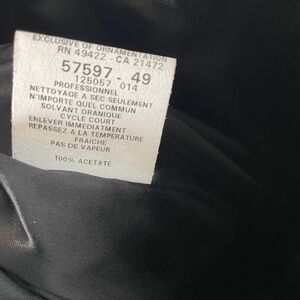 EXCLUSIVE OF ORNAMENTATION
RN 49422 - CA 21472
57597 - 49
125057 014
PROFESSIONNEL
NETTOYAGE A SEC SEULEMENT
N'IMPORTE QUEL COMMUN
SOLVANT ORANIQUE
CYCLE COURT
ENLEVER IMMEDIATMENT
REPASSEZ A LA TEMPERATURE
FRAICHE
PAS DE VAPEUR
100% ACETATE